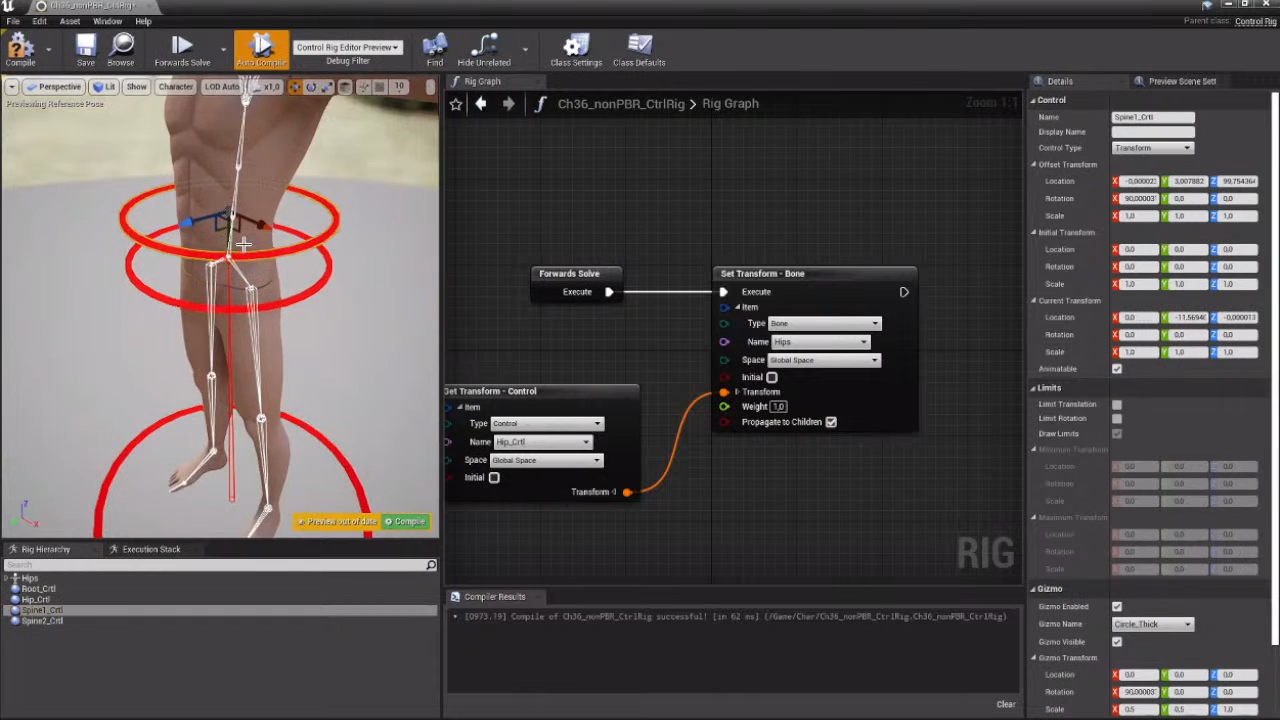 Ch36_nonPBR_CtrlRig*
File Edit Asset Window Help
Parent class: Control Rig
Compile Save Browse Forwards Solve Auto Compile
Control Rig Editor Preview
Debug Filter
Find Hide Unrelated Class Settings Class Defaults
Perspective Lit Show Character LOD Auto x1,0 10
Previewing Reference Pose
Rig Graph
Ch36_nonPBR_CtrlRig Rig Graph
Zoom 1:1
Forwards Solve
Execute
Set Transform - Bone
Execute
Item
Type Bone
Name Hips
Space Global Space
Initial
Transform
Weight 1,0
Propagate to Children
Get Transform - Control
Item
Type Control
Name Hip_Crtl
Space Global Space
Initial
Transform
RIG
Preview out of date Compile
Rig Hierarchy Execution Stack
Search
Hips
Root_Crtl
Hip_Crtl
Spine1_Crtl
Spine2_Crtl
Compiler Results
[0973.19] Compile of Ch36_nonPBR_CtrlRig successful! [in 62 ms] (/Game/Char/Ch36_nonPBR_CtrlRig.Ch36_nonPBR_CtrlRig)
Clear
Details Preview Scene Sett
Control
Name Spine1_Crtl
Display Name
Control Type Transform
Offset Transform
Location X -0,00002 Y 3,007882 Z 99,754364
Rotation X 90,00003 Y 0,0 Z 0,0
Scale X 1,0 Y 1,0 Z 1,0
Initial Transform
Location X 0,0 Y 0,0 Z 0,0
Rotation X 0,0 Y 0,0 Z 0,0
Scale X 1,0 Y 1,0 Z 1,0
Current Transform
Location X 0,0 Y -11,5694 Z -0,000013
Rotation X 0,0 Y 0,0 Z 0,0
Scale X 1,0 Y 1,0 Z 1,0
Animatable
Limits
Limit Translation
Limit Rotation
Draw Limits
Minimum Transform
Location X 0,0 Y 0,0 Z 0,0
Rotation X 0,0 Y 0,0 Z 0,0
Scale X 0,0 Y 0,0 Z 0,0
Maximum Transform
Location X 0,0 Y 0,0 Z 0,0
Rotation X 0,0 Y 0,0 Z 0,0
Scale X 0,0 Y 0,0 Z 0,0
Gizmo
Gizmo Enabled
Gizmo Name Circle_Thick
Gizmo Visible
Gizmo Transform
Location X 0,0 Y 0,0 Z 0,0
Rotation X 90,00003 Y 0,0 Z 0,0
Scale X 0,5 Y 0,5 Z 1,0